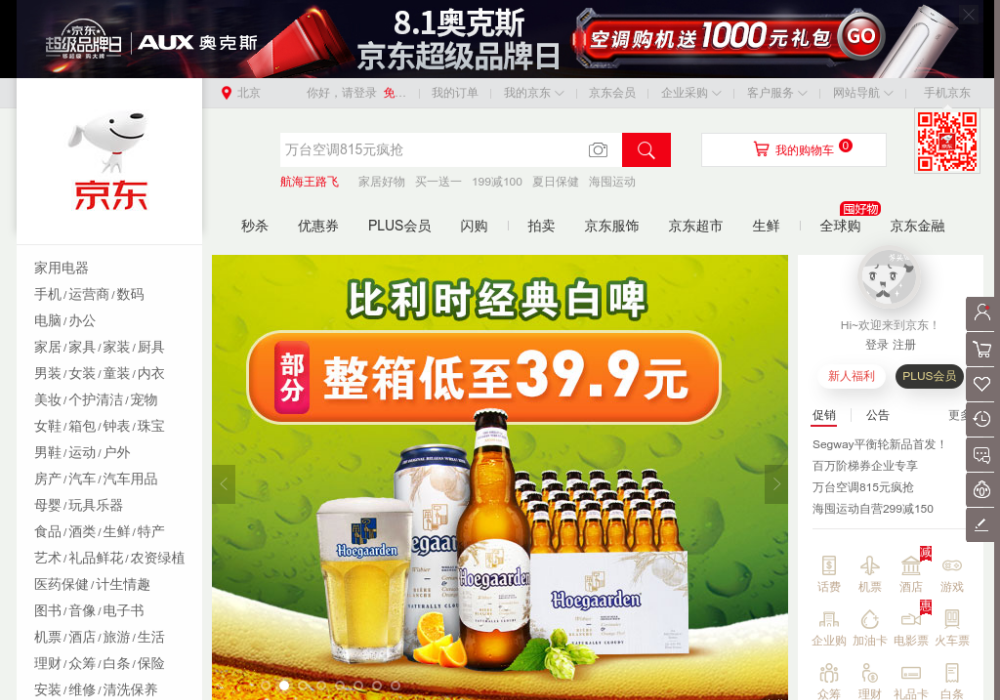 京东
超级品牌日
AUX 奥克斯
8.1奥克斯
京东超级品牌日
空调购机送1000元礼包
GO
北京
你好，请登录 免...
我的订单
我的京东
京东会员
企业采购
客户服务
网站导航
手机京东
京东
万台空调815元疯抢
我的购物车 0
航海王路飞 家居好物 买一送一 199减100 夏日保健 海囤运动
秒杀 优惠券 PLUS会员 闪购 拍卖 京东服饰 京东超市 生鲜 全球购 京东金融
囤好物
家用电器
手机/运营商/数码
电脑/办公
家居/家具/家装/厨具
男装/女装/童装/内衣
美妆/个护清洁/宠物
女鞋/箱包/钟表/珠宝
男鞋/运动/户外
房产/汽车/汽车用品
母婴/玩具乐器
食品/酒类/生鲜/特产
艺术/礼品鲜花/农资绿植
医药保健/计生情趣
图书/音像/电子书
机票/酒店/旅游/生活
理财/众筹/白条/保险
安装/维修/清洗保养
比利时经典白啤
部分
整箱低至39.9元
Hoegaarden
Hoegaarden
Hoegaarden
Hi~欢迎来到京东！
登录 注册
新人福利
PLUS会员
促销
公告
更多
Segway平衡轮新品首发！
百万阶梯券企业专享
万台空调815元疯抢
海囤运动自营299减150
减
话费 机票 酒店 游戏
惠
企业购 加油卡 电影票 火车票
众筹 理财 礼品卡 白条